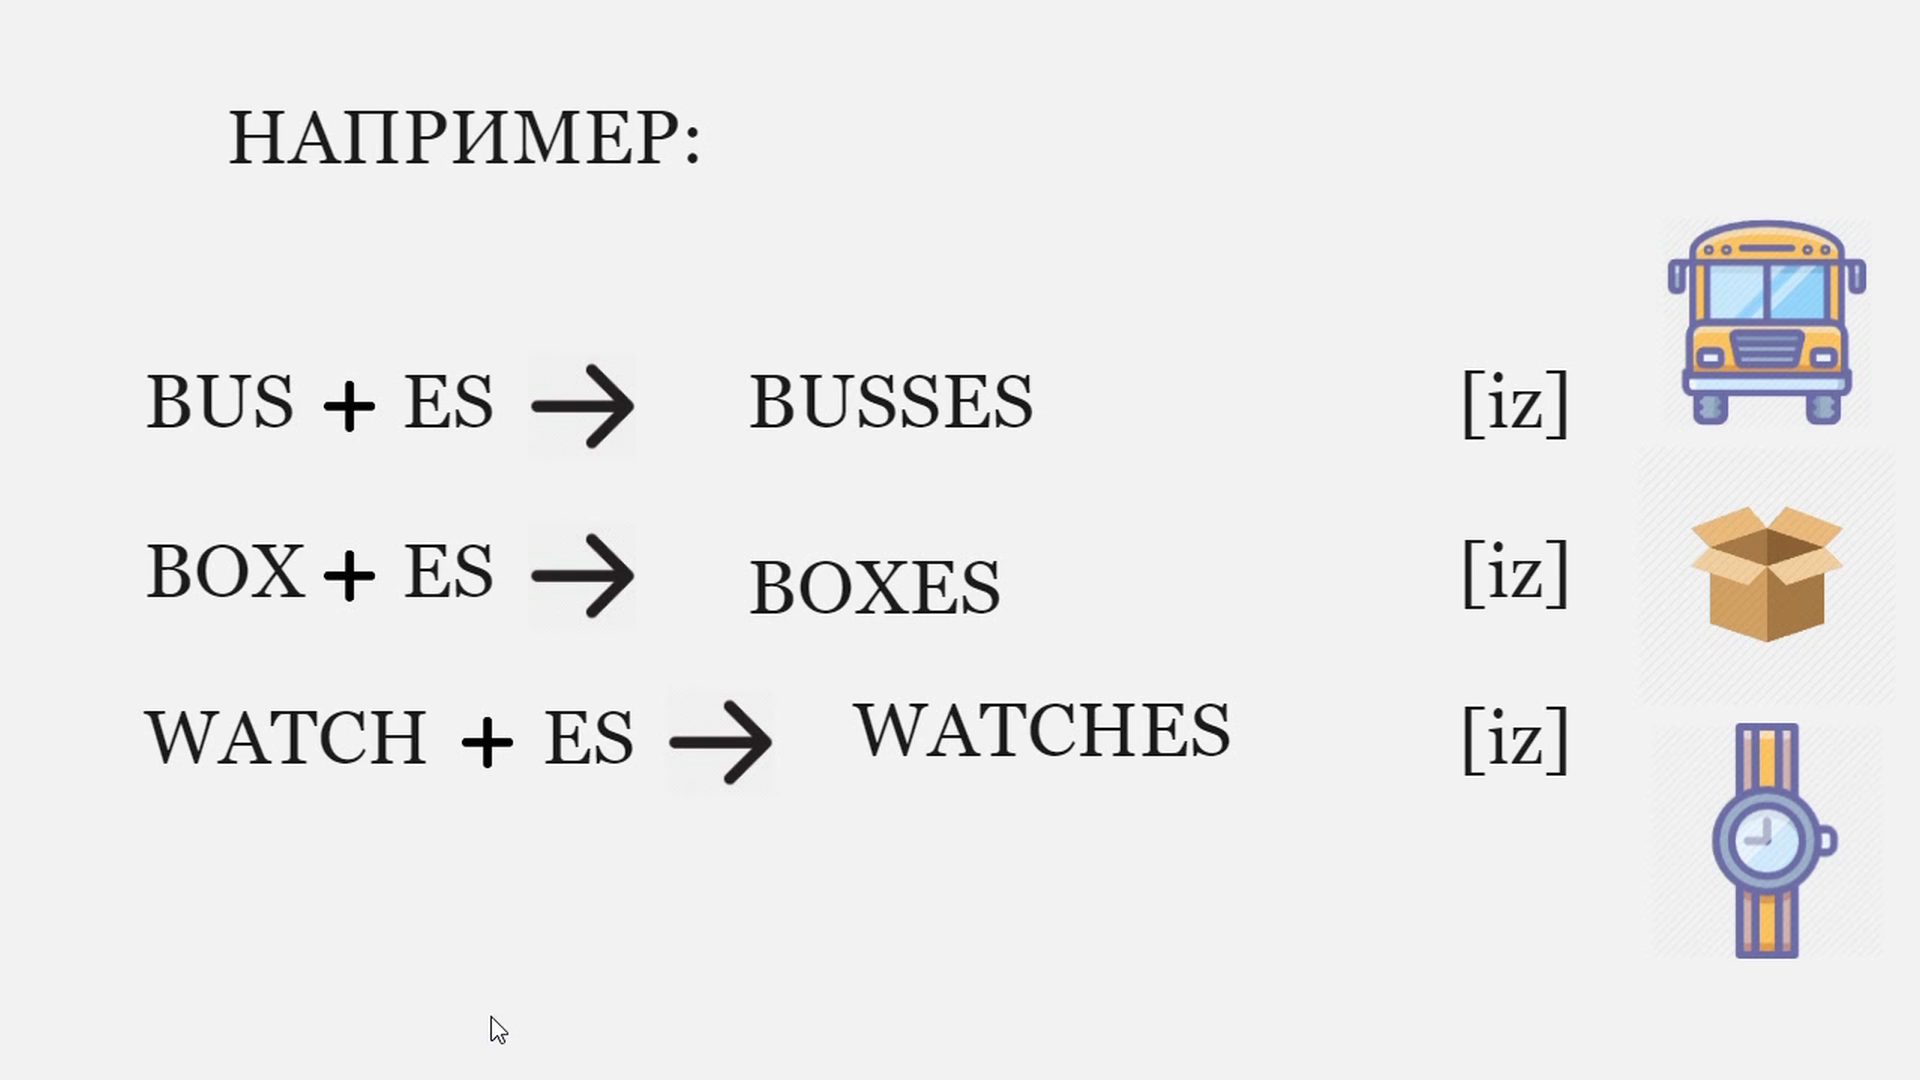 НАПРИМЕР:
BUS + ES → BUSSES [iz]
BOX + ES → BOXES [iz]
WATCH + ES → WATCHES [iz]